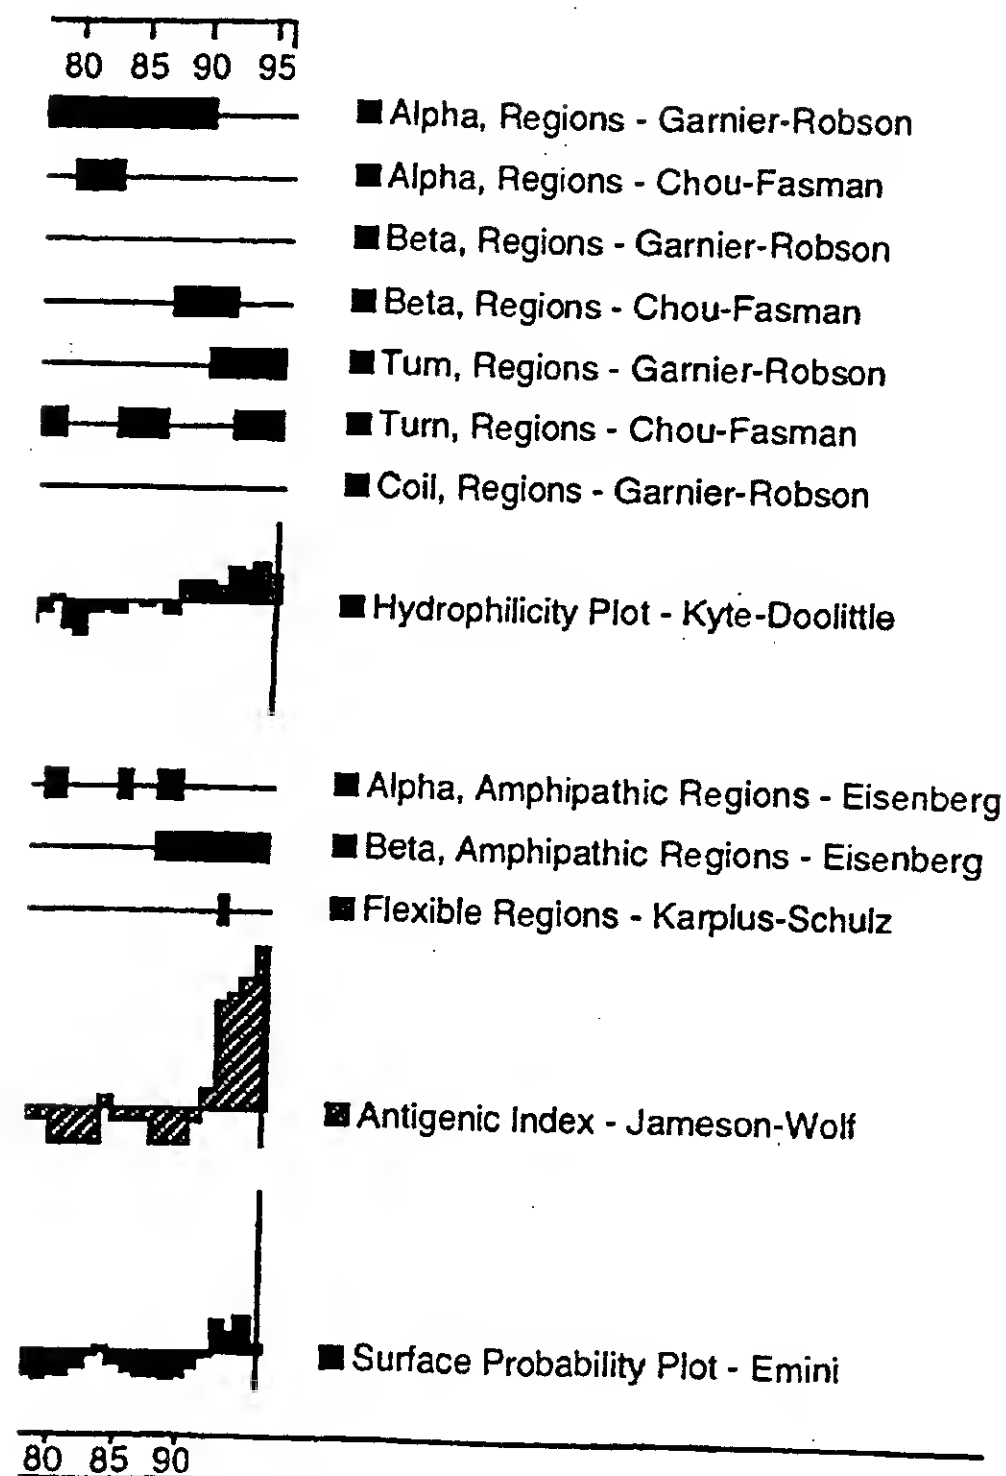 80 85 90 95
Alpha, Regions - Garnier-Robson
Alpha, Regions - Chou-Fasman
Beta, Regions - Garnier-Robson
Beta, Regions - Chou-Fasman
Turn, Regions - Garnier-Robson
Turn, Regions - Chou-Fasman
Coil, Regions - Garnier-Robson
Hydrophilicity Plot - Kyte-Doolittle
Alpha, Amphipathic Regions - Eisenberg
Beta, Amphipathic Regions - Eisenberg
Flexible Regions - Karplus-Schulz
Antigenic Index - Jameson-Wolf
Surface Probability Plot - Emini
80 85 90